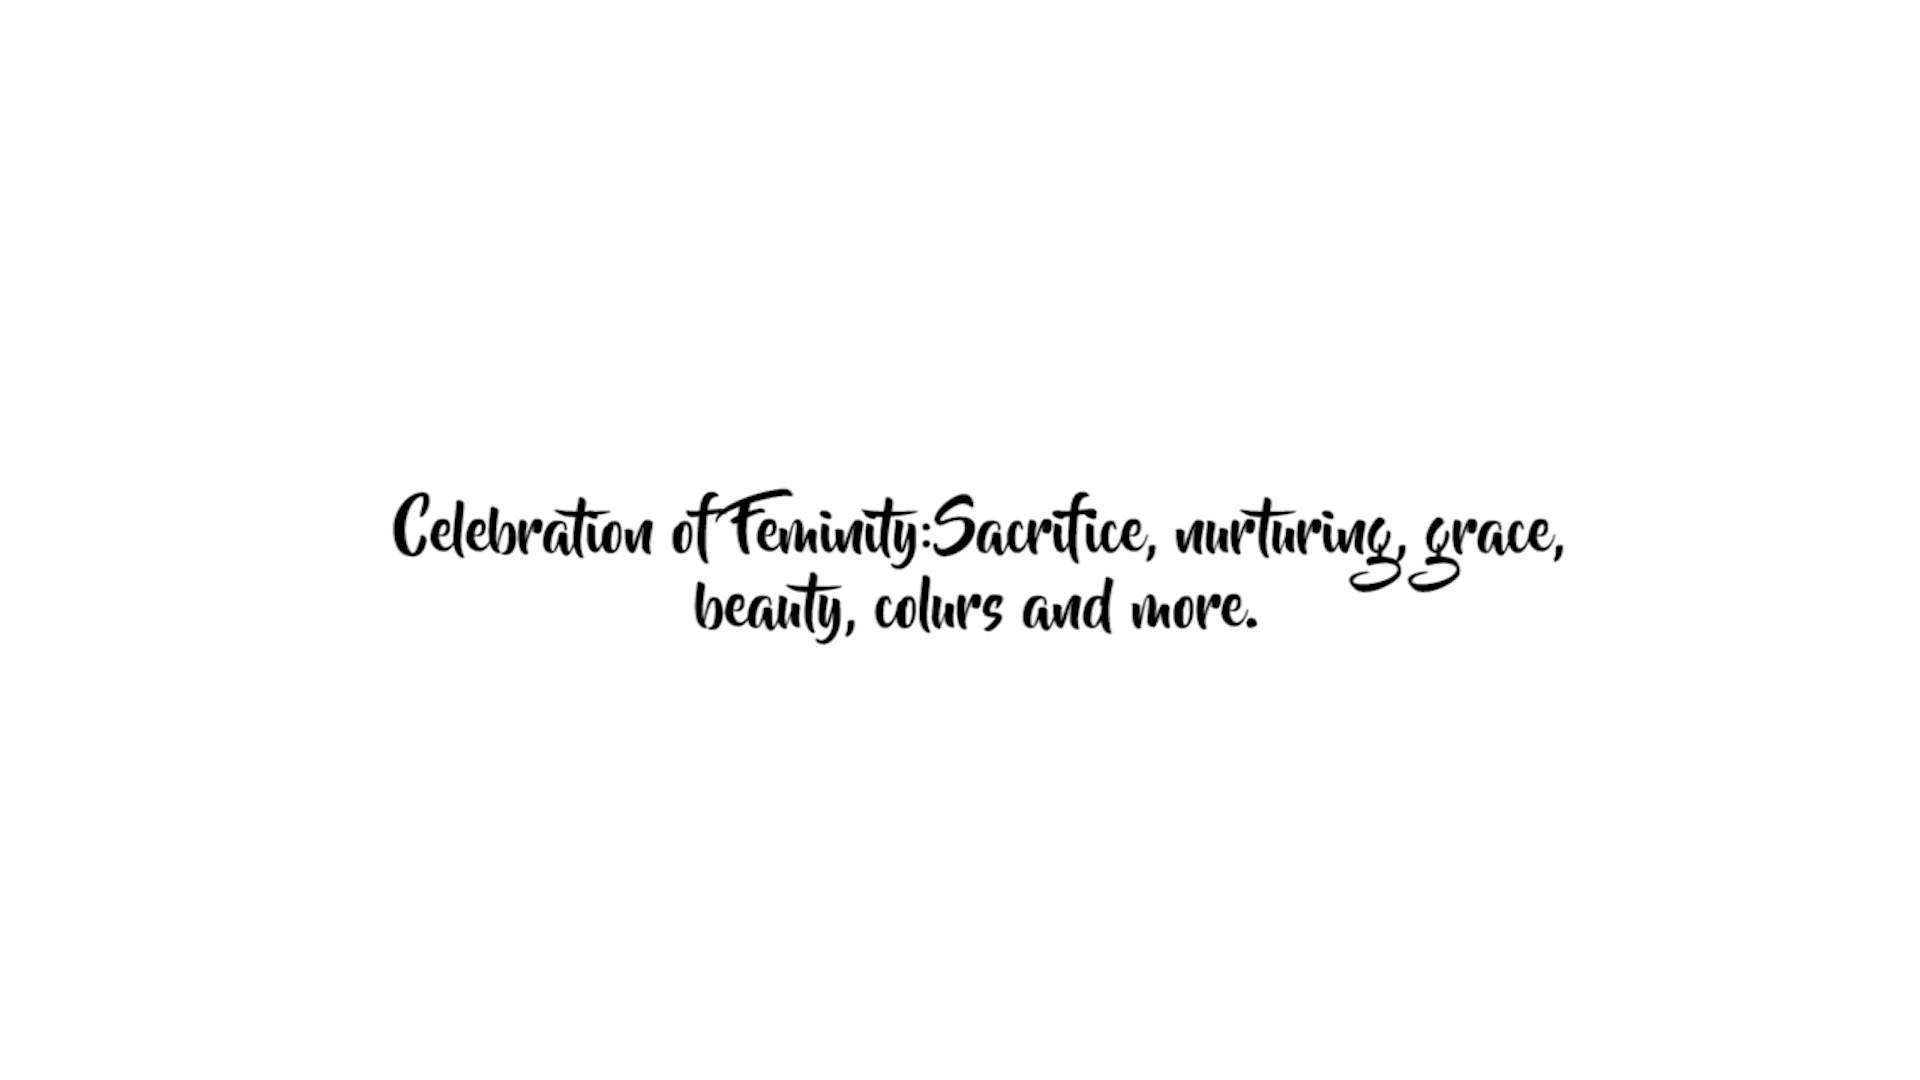 Celebration of Feminity:Sacrifice, nurturing, grace,
beauty, colurs and more.